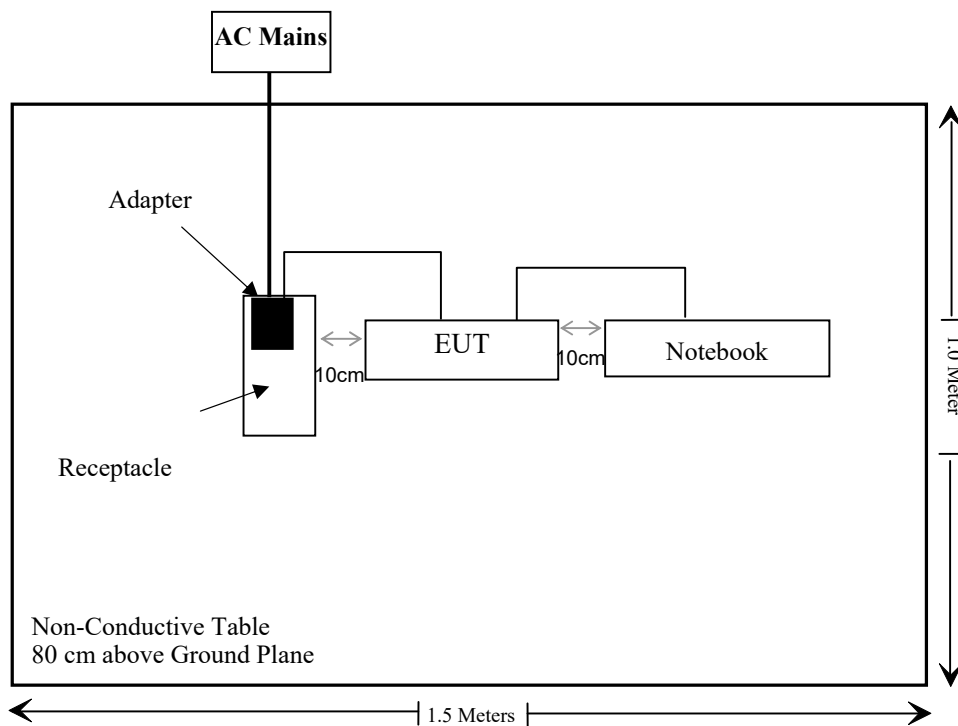 AC Mains
Adapter
EUT
Notebook
10cm
10cm
Receptacle
1.0 Meter
Non-Conductive Table
80 cm above Ground Plane
1.5 Meters